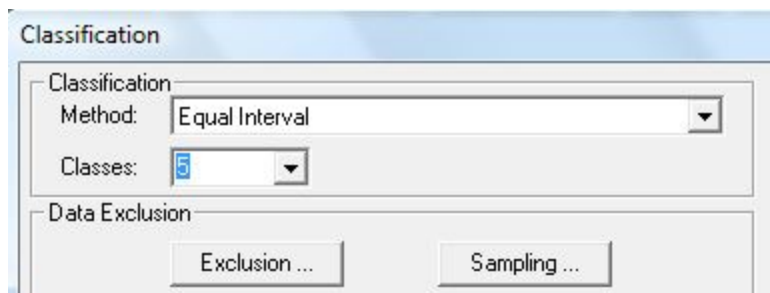 Classification
Classification
Method: Equal Interval
Classes: 5
Data Exclusion
Exclusion ... Sampling ...